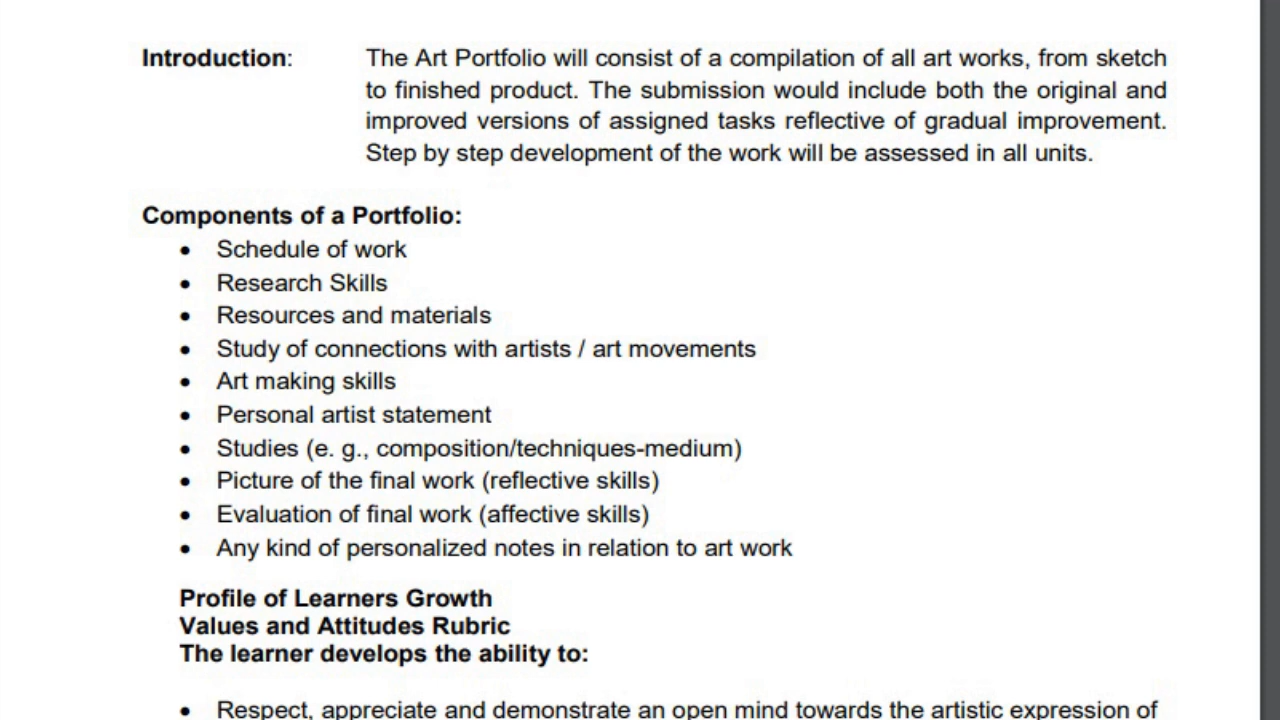 Introduction: The Art Portfolio will consist of a compilation of all art works, from sketch
to finished product. The submission would include both the original and
improved versions of assigned tasks reflective of gradual improvement.
Step by step development of the work will be assessed in all units.
Components of a Portfolio:
• Schedule of work
• Research Skills
• Resources and materials
• Study of connections with artists / art movements
• Art making skills
• Personal artist statement
• Studies (e. g., composition/techniques-medium)
• Picture of the final work (reflective skills)
• Evaluation of final work (affective skills)
• Any kind of personalized notes in relation to art work
Profile of Learners Growth
Values and Attitudes Rubric
The learner develops the ability to:
• Respect, appreciate and demonstrate an open mind towards the artistic expression of